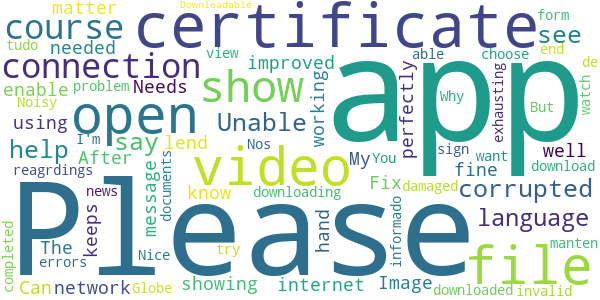 matter Downloadable
course certificate form see
tudo needed improved able choose end de
connection show app
enable problem Needs view working perfectly Why exhausting But watch
Noisy using open Unable
I'm say Nos sign want download
help After lend video My You fine well
reagrdings message documents know Fix damaged corrupted
news downloading hand informado language
completed The keeps Please try Image file manten
errors Nice showing internet
Can network Globe downloaded invalid